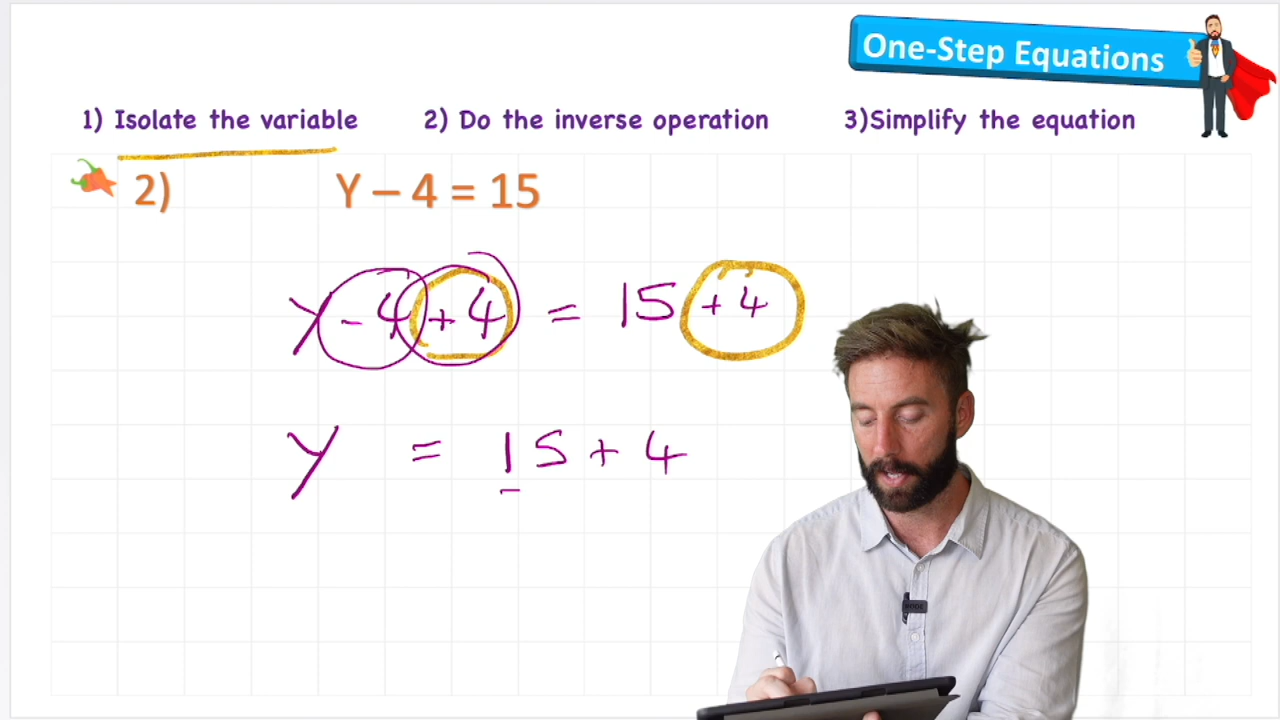 One-Step Equations
1) Isolate the variable 2) Do the inverse operation 3)Simplify the equation
2) Y – 4 = 15
y - 4 + 4 = 15 + 4
y = 15 + 4